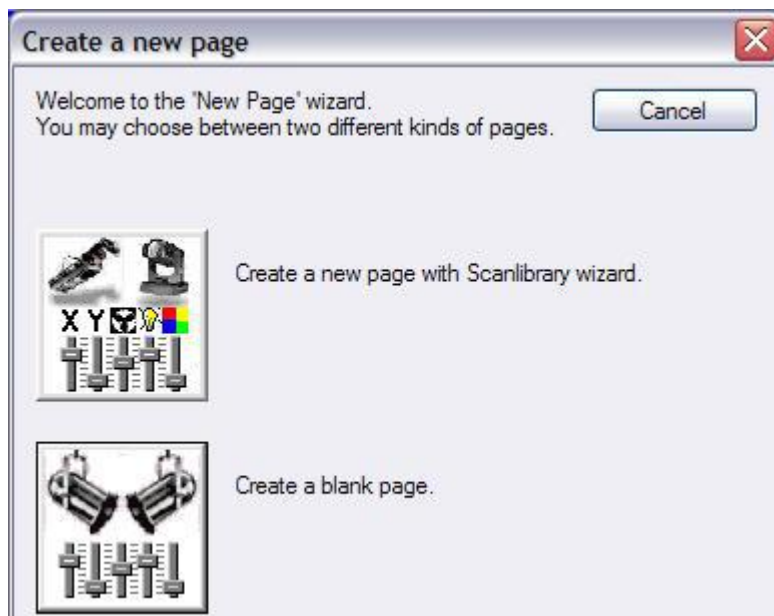 Create a new page
Welcome to the 'New Page' wizard.
You may choose between two different kinds of pages.
Cancel
Create a new page with Scanlibrary wizard.
X Y
Create a blank page.